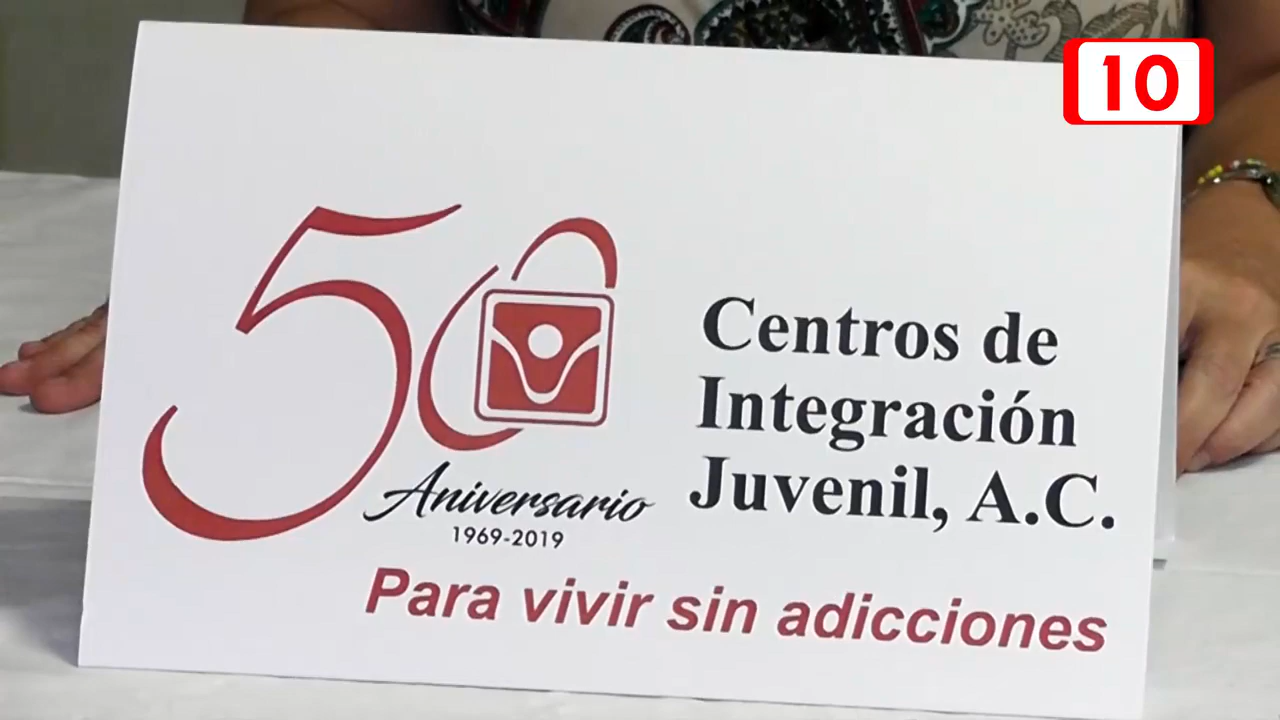 10
50
Aniversario
1969-2019
Centros de
Integración
Juvenil, A.C.
Para vivir sin adicciones